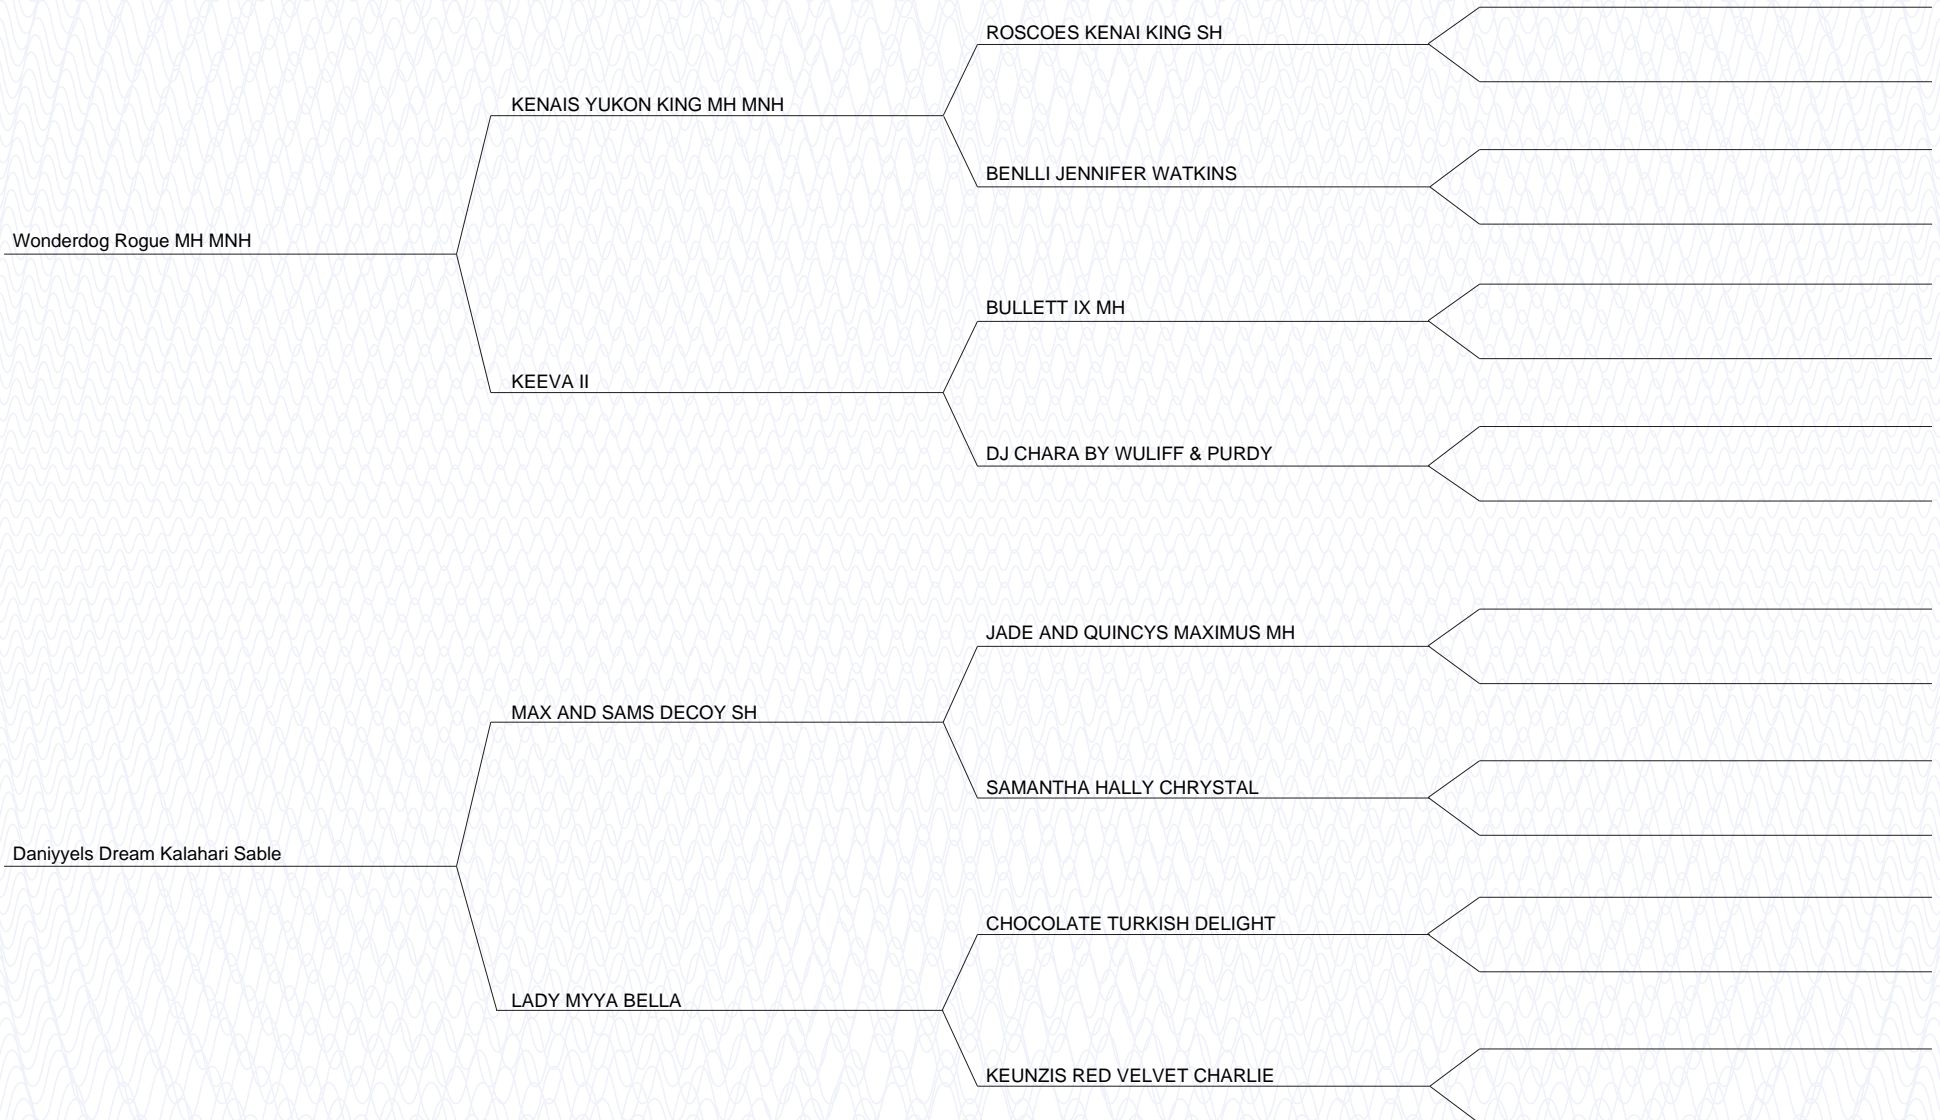 ROSCOES KENAI KING SH
KENAIS YUKON KING MH MNH
BENLLI JENNIFER WATKINS
Wonderdog Rogue MH MNH
BULLETT IX MH
KEEVA II
DJ CHARA BY WULIFF & PURDY
JADE AND QUINCYS MAXIMUS MH
MAX AND SAMS DECOY SH
SAMANTHA HALLY CHRYSTAL
Daniyyels Dream Kalahari Sable
CHOCOLATE TURKISH DELIGHT
LADY MYYA BELLA
KEUNZIS RED VELVET CHARLIE